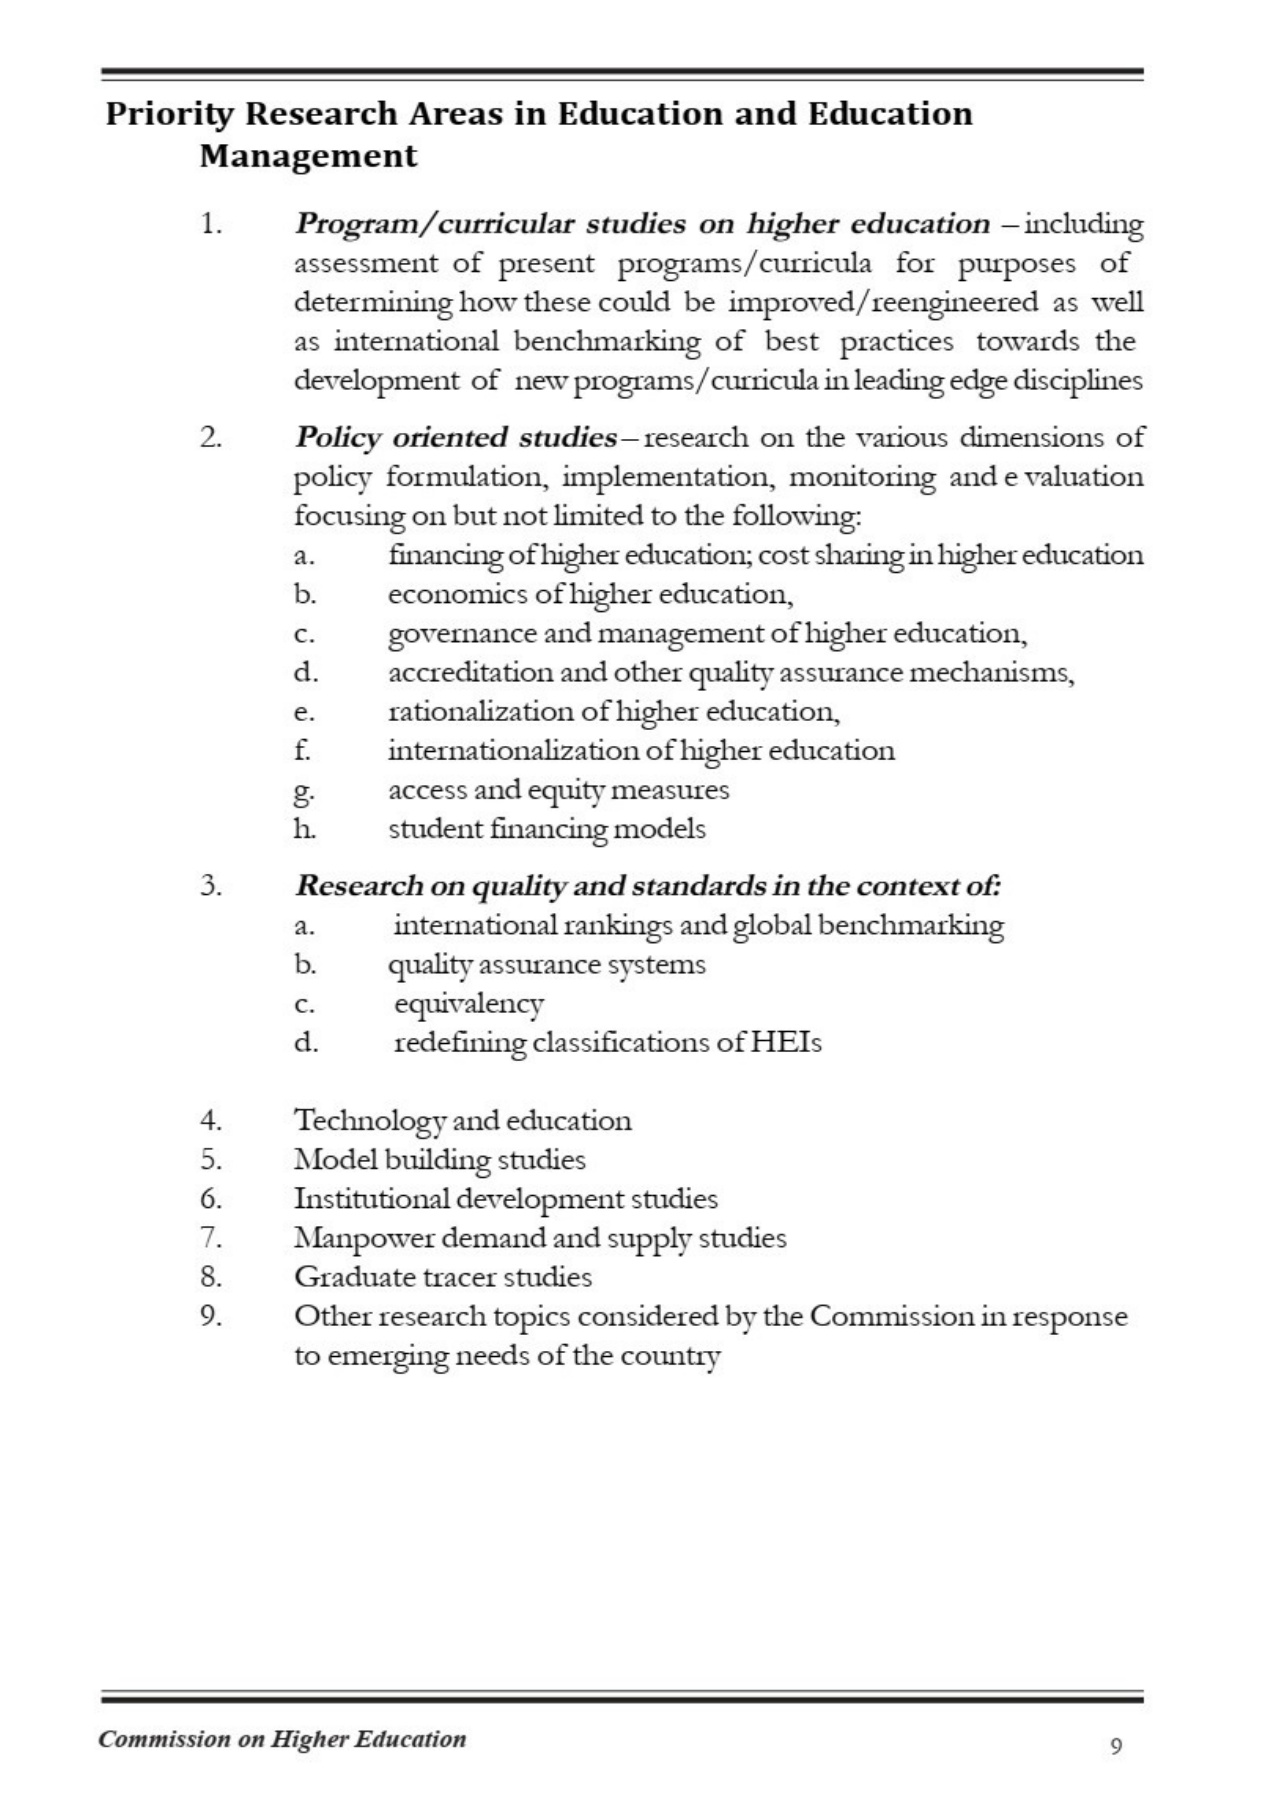 Priority Research Areas in Education and Education
Management
1. Program/curricular studies on higher education – including
assessment of present programs/curricula for purposes of
determining how these could be improved/reengineered as well
as international benchmarking of best practices towards the
development of new programs/curricula in leading edge disciplines
2. Policy oriented studies – research on the various dimensions of
policy formulation, implementation, monitoring and e valuation
focusing on but not limited to the following:
a. financing of higher education; cost sharing in higher education
b. economics of higher education,
c. governance and management of higher education,
d. accreditation and other quality assurance mechanisms,
e. rationalization of higher education,
f. internationalization of higher education
g. access and equity measures
h. student financing models
3. Research on quality and standards in the context of:
a. international rankings and global benchmarking
b. quality assurance systems
c. equivalency
d. redefining classifications of HEIs
4. Technology and education
5. Model building studies
6. Institutional development studies
7. Manpower demand and supply studies
8. Graduate tracer studies
9. Other research topics considered by the Commission in response
to emerging needs of the country
Commission on Higher Education 9